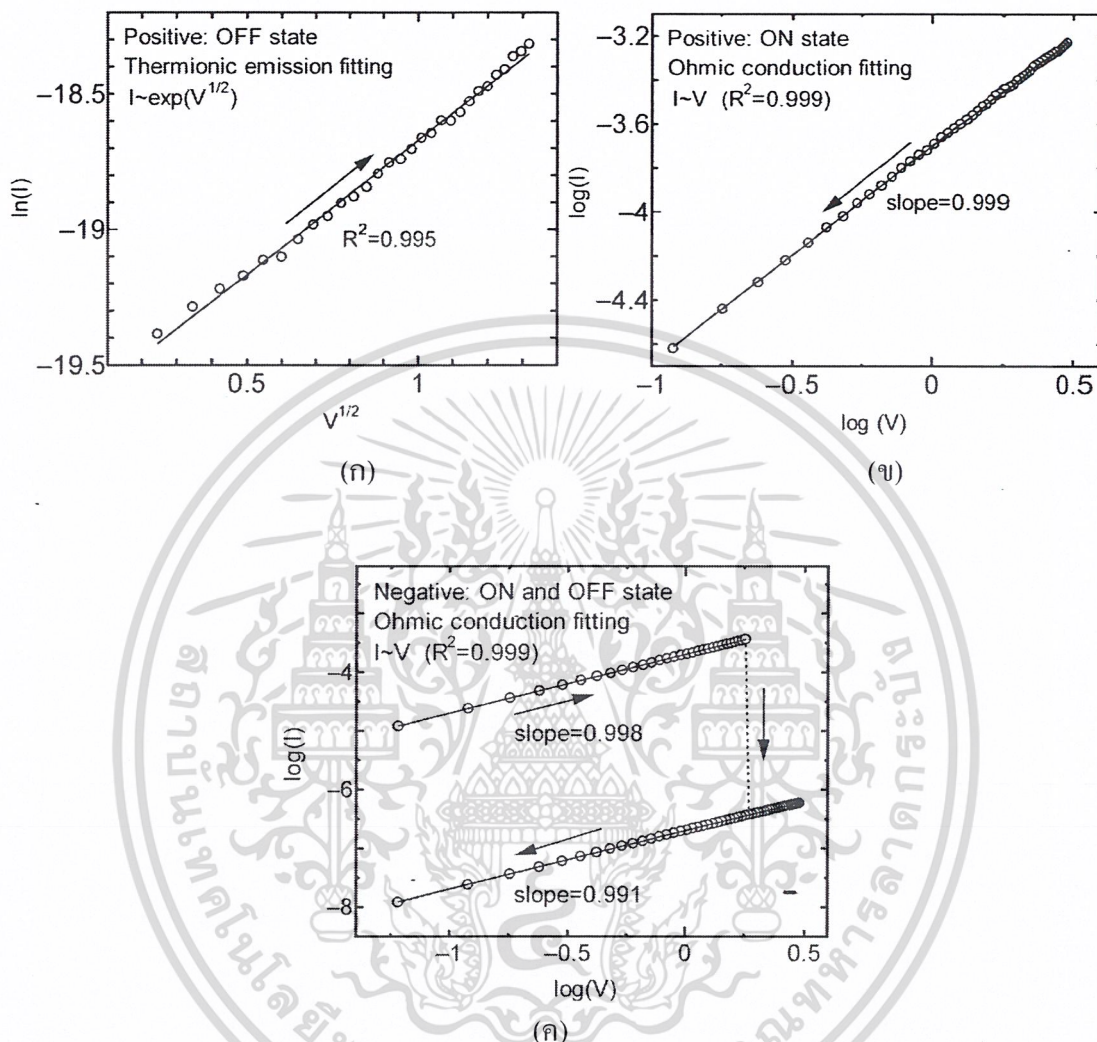 Positive: OFF state
Thermionic emission fitting
I~exp(V^1/2)
−18.5
−19
−19.5
ln(I)
R^2=0.995
0.5
1
V^1/2
(ก)
Positive: ON state
Ohmic conduction fitting
I~V (R^2=0.999)
−3.2
−3.6
−4
−4.4
log(I)
slope=0.999
−1
−0.5
0
0.5
log (V)
(ข)
Negative: ON and OFF state
Ohmic conduction fitting
I~V (R^2=0.999)
−4
−6
−8
log(I)
slope=0.998
slope=0.991
−1
−0.5
0
0.5
log(V)
(ค)